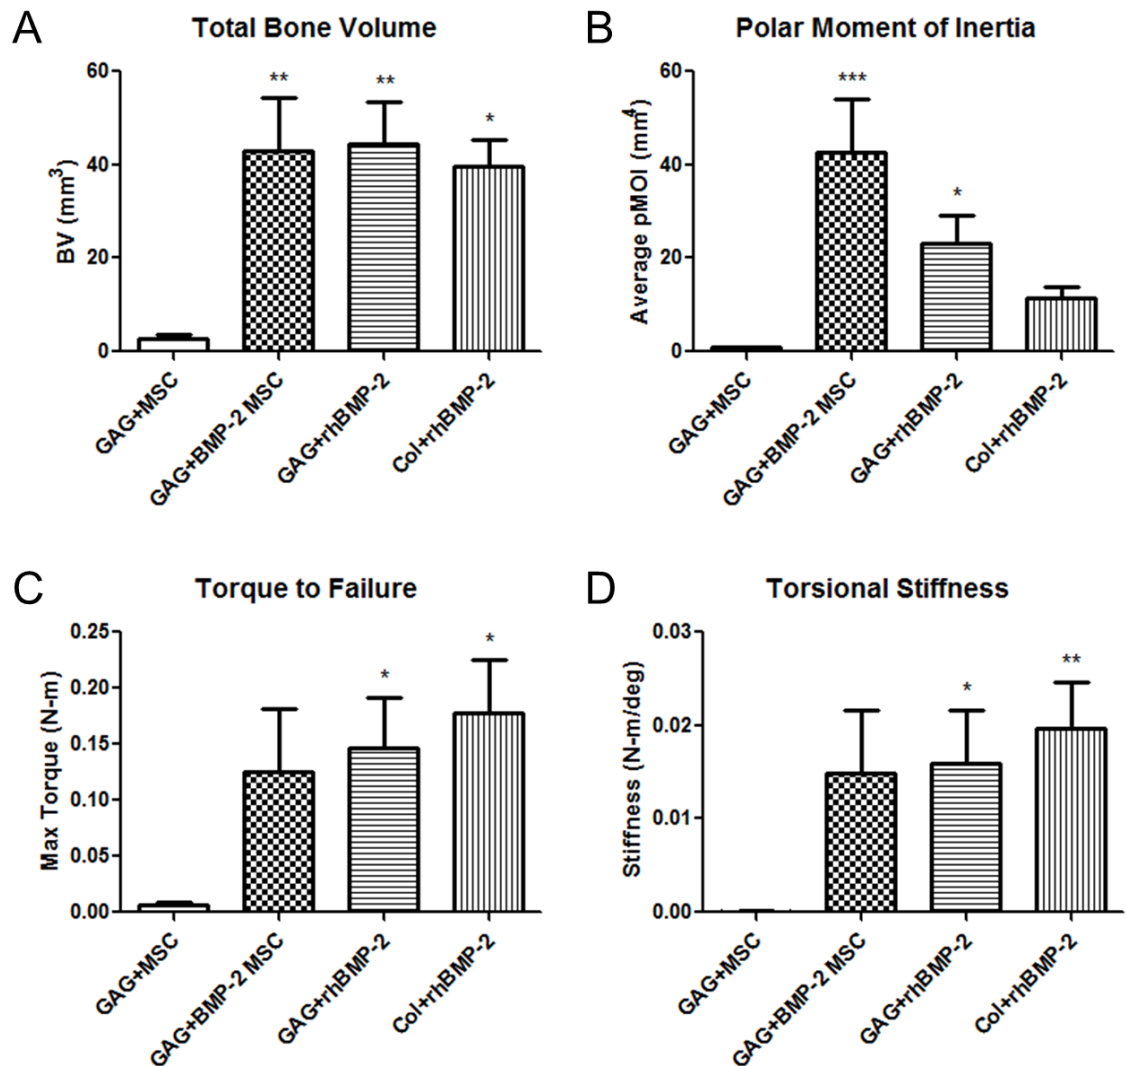 A
Total Bone Volume
BV (mm³)
60
40
20
0
**
**
*
GAG+MSC
GAG+BMP-2 MSC
GAG+rhBMP-2
Col+rhBMP-2
B
Polar Moment of Inertia
Average pMOI (mm⁴)
60
40
20
0
***
*
GAG+MSC
GAG+BMP-2 MSC
GAG+rhBMP-2
Col+rhBMP-2
C
Torque to Failure
Max Torque (N-m)
0.25
0.20
0.15
0.10
0.05
0.00
*
*
GAG+MSC
GAG+BMP-2 MSC
GAG+rhBMP-2
Col+rhBMP-2
D
Torsional Stiffness
Stiffness (N-m/deg)
0.03
0.02
0.01
0.00
*
**
GAG+MSC
GAG+BMP-2 MSC
GAG+rhBMP-2
Col+rhBMP-2